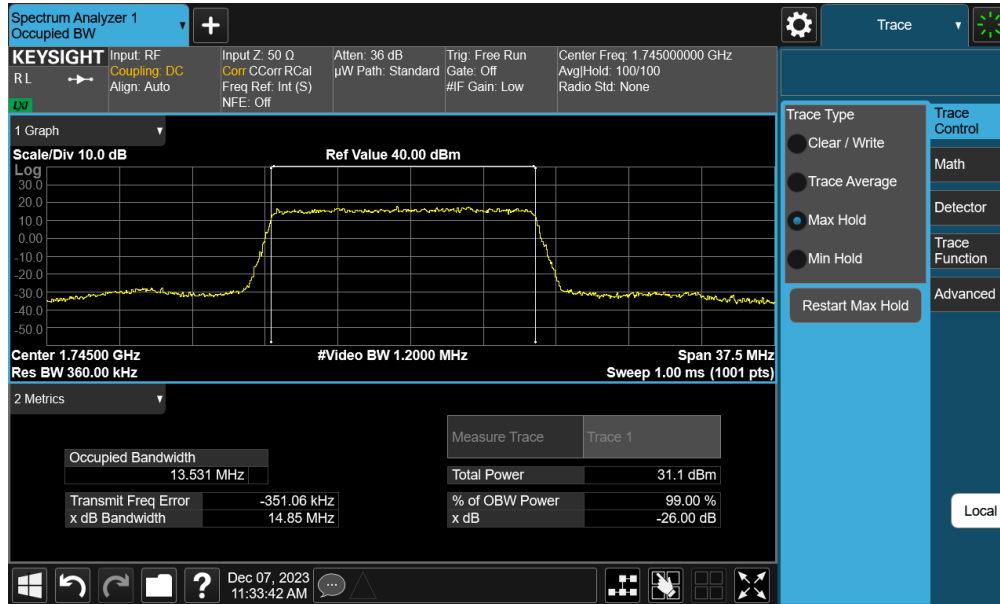 Spectrum Analyzer 1
Occupied BW
+
Trace
KEYSIGHT
R L
LXI
Input: RF
Coupling: DC
Align: Auto
Input Z: 50 Ω
Corr CCorr RCal
Freq Ref: Int (S)
NFE: Off
Atten: 36 dB
µW Path: Standard
Trig: Free Run
Gate: Off
#IF Gain: Low
Center Freq: 1.745000000 GHz
Avg|Hold: 100/100
Radio Std: None
1 Graph
Scale/Div 10.0 dB
Ref Value 40.00 dBm
Log
30.0
20.0
10.0
0.00
-10.0
-20.0
-30.0
-40.0
-50.0
Center 1.74500 GHz
#Video BW 1.2000 MHz
Span 37.5 MHz
Res BW 360.00 kHz
Sweep 1.00 ms (1001 pts)
2 Metrics
Measure Trace
Trace 1
Occupied Bandwidth
13.531 MHz
Total Power
31.1 dBm
Transmit Freq Error
-351.06 kHz
% of OBW Power
99.00 %
x dB Bandwidth
14.85 MHz
x dB
-26.00 dB
Trace Type
Clear / Write
Trace Average
Max Hold
Min Hold
Restart Max Hold
Trace
Control
Math
Detector
Trace
Function
Advanced
Local
?
Dec 07, 2023
11:33:42 AM